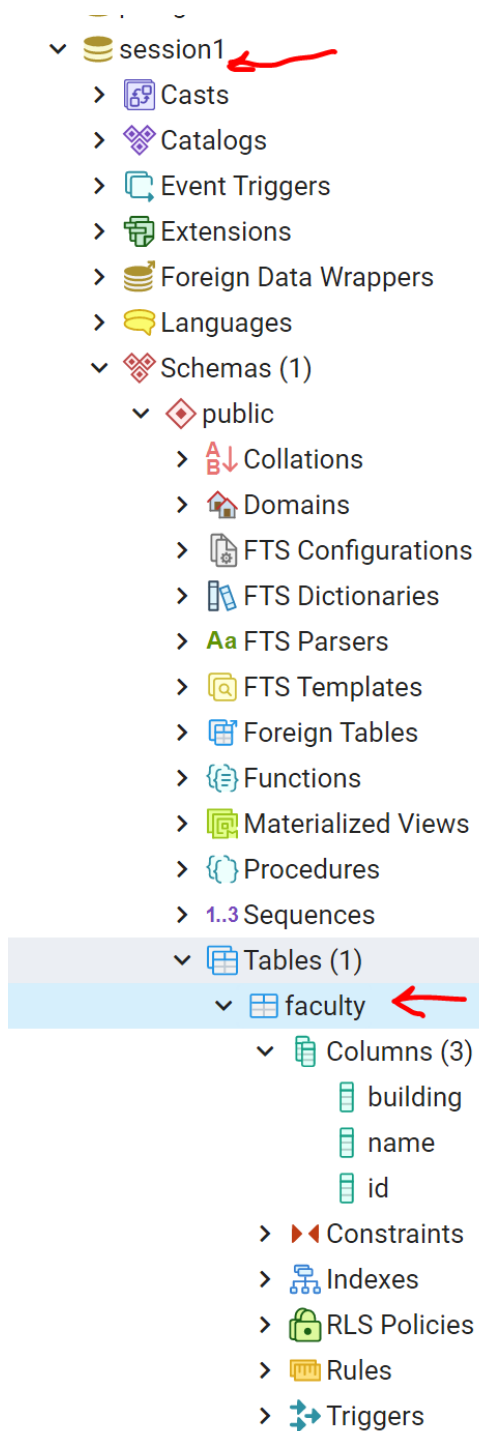 session1
Casts
Catalogs
Event Triggers
Extensions
Foreign Data Wrappers
Languages
Schemas (1)
public
Collations
Domains
FTS Configurations
FTS Dictionaries
Aa FTS Parsers
FTS Templates
Foreign Tables
Functions
Materialized Views
Procedures
1..3 Sequences
Tables (1)
faculty
Columns (3)
building
name
id
Constraints
Indexes
RLS Policies
Rules
Triggers